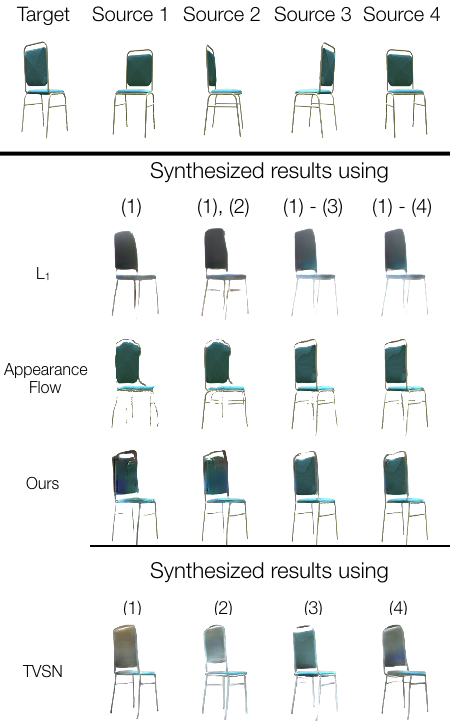 Target Source 1 Source 2 Source 3 Source 4
Synthesized results using
(1) (1), (2) (1) - (3) (1) - (4)
L₁
Appearance
Flow
Ours
Synthesized results using
(1) (2) (3) (4)
TVSN